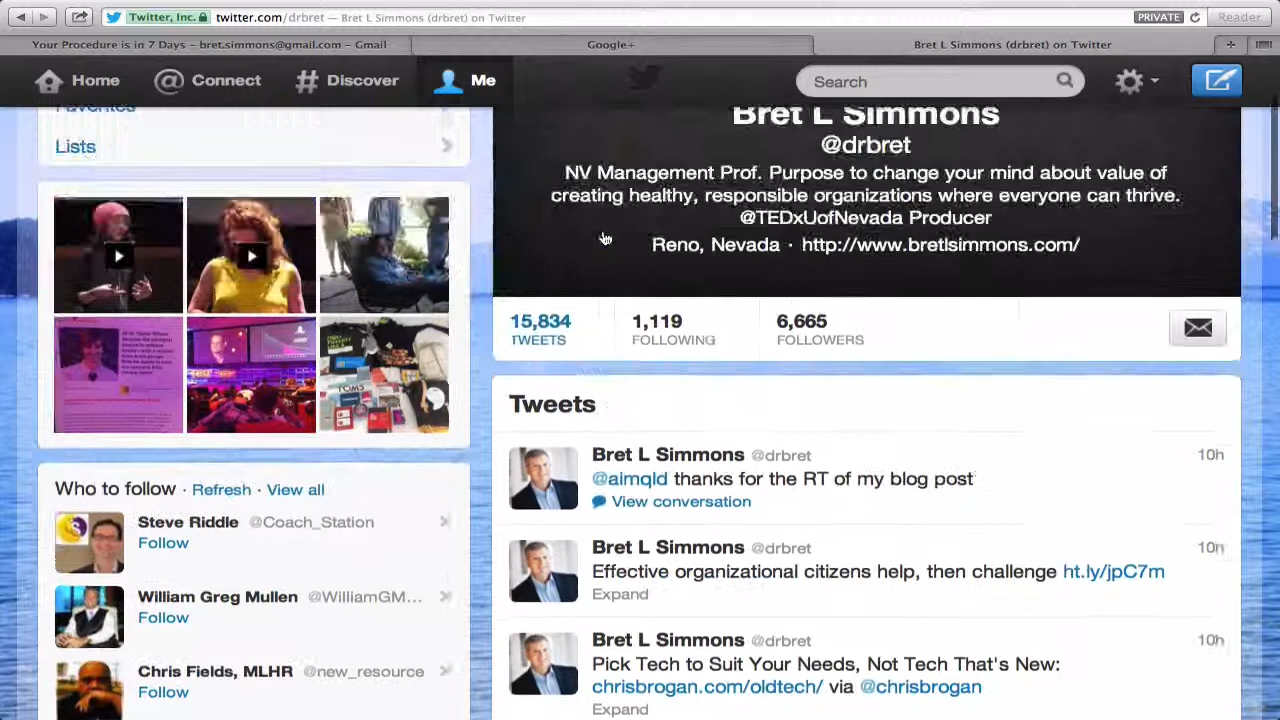 Twitter, Inc. twitter.com/drbret — Bret L Simmons (drbret) on Twitter
PRIVATE
Reader
Your Procedure is in 7 Days – bret.simmons@gmail.com – Gmail
Google+
Bret L Simmons (drbret) on Twitter
Home
@ Connect
# Discover
Me
Search
Favorites
Lists
Bret L Simmons
@drbret
NV Management Prof. Purpose to change your mind about value of
creating healthy, responsible organizations where everyone can thrive.
@TEDxUofNevada Producer
Reno, Nevada · http://www.bretlsimmons.com/
15,834
TWEETS
1,119
FOLLOWING
6,665
FOLLOWERS
TOMS
Who to follow · Refresh · View all
Steve Riddle @Coach_Station
Follow
William Greg Mullen @WilliamGM...
Follow
Chris Fields, MLHR @new_resource
Follow
Tweets
Bret L Simmons @drbret 10h
@aimqld thanks for the RT of my blog post
View conversation
Bret L Simmons @drbret 10h
Effective organizational citizens help, then challenge ht.ly/jpC7m
Expand
Bret L Simmons @drbret 10h
Pick Tech to Suit Your Needs, Not Tech That's New:
chrisbrogan.com/oldtech/ via @chrisbrogan
Expand